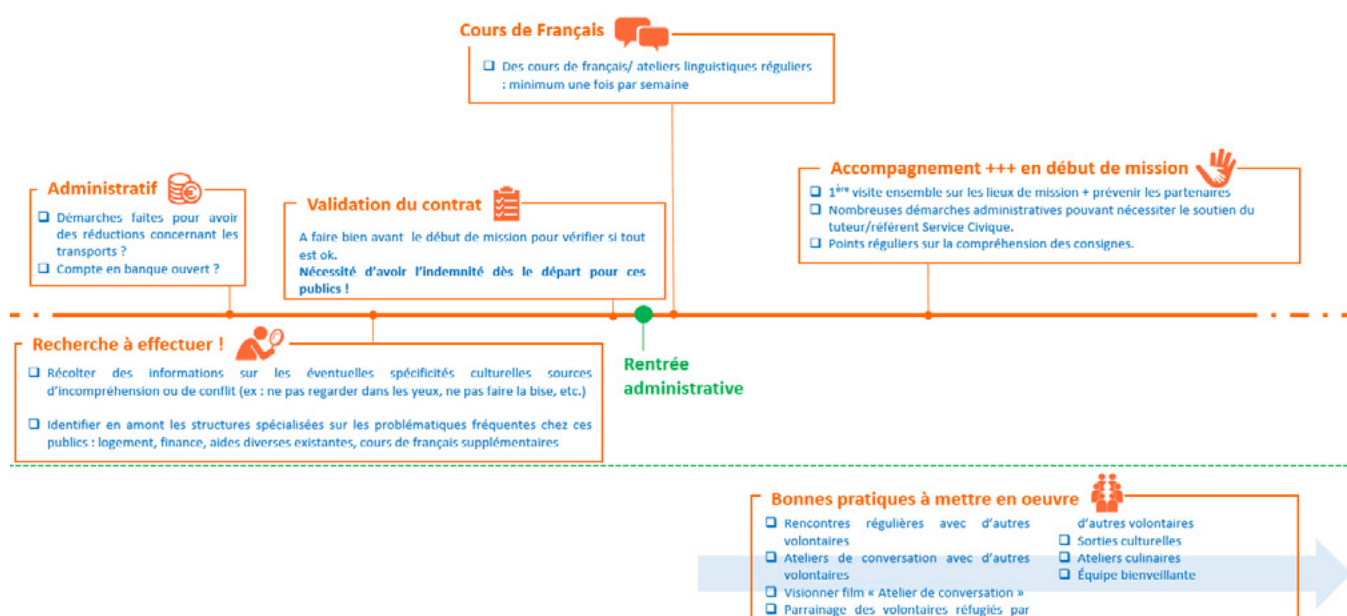 Cours de Français
❑ Des cours de français/ ateliers linguistiques réguliers
: minimum une fois par semaine
Administratif
❑ Démarches faites pour avoir
des réductions concernant les
transports ?
❑ Compte en banque ouvert ?
Validation du contrat
A faire bien avant le début de mission pour vérifier si tout
est ok.
Nécessité d'avoir l'indemnité dès le départ pour ces
publics !
Accompagnement +++ en début de mission
❑ 1ère visite ensemble sur les lieux de mission + prévenir les partenaires
❑ Nombreuses démarches administratives pouvant nécessiter le soutien du
tuteur/référent Service Civique.
❑ Points réguliers sur la compréhension des consignes.
Recherche à effectuer !
❑ Récolter des informations sur les éventuelles spécificités culturelles sources
d'incompréhension ou de conflit (ex : ne pas regarder dans les yeux, ne pas faire la bise, etc.)
❑ Identifier en amont les structures spécialisées sur les problématiques fréquentes chez ces
publics : logement, finance, aides diverses existantes, cours de français supplémentaires
Rentrée
administrative
Bonnes pratiques à mettre en oeuvre
❑ Rencontres régulières avec d'autres
volontaires
❑ Ateliers de conversation avec d'autres
volontaires
❑ Visionner film « Atelier de conversation »
❑ Parrainage des volontaires réfugiés par
d'autres volontaires
❑ Sorties culturelles
❑ Ateliers culinaires
❑ Équipe bienveillante